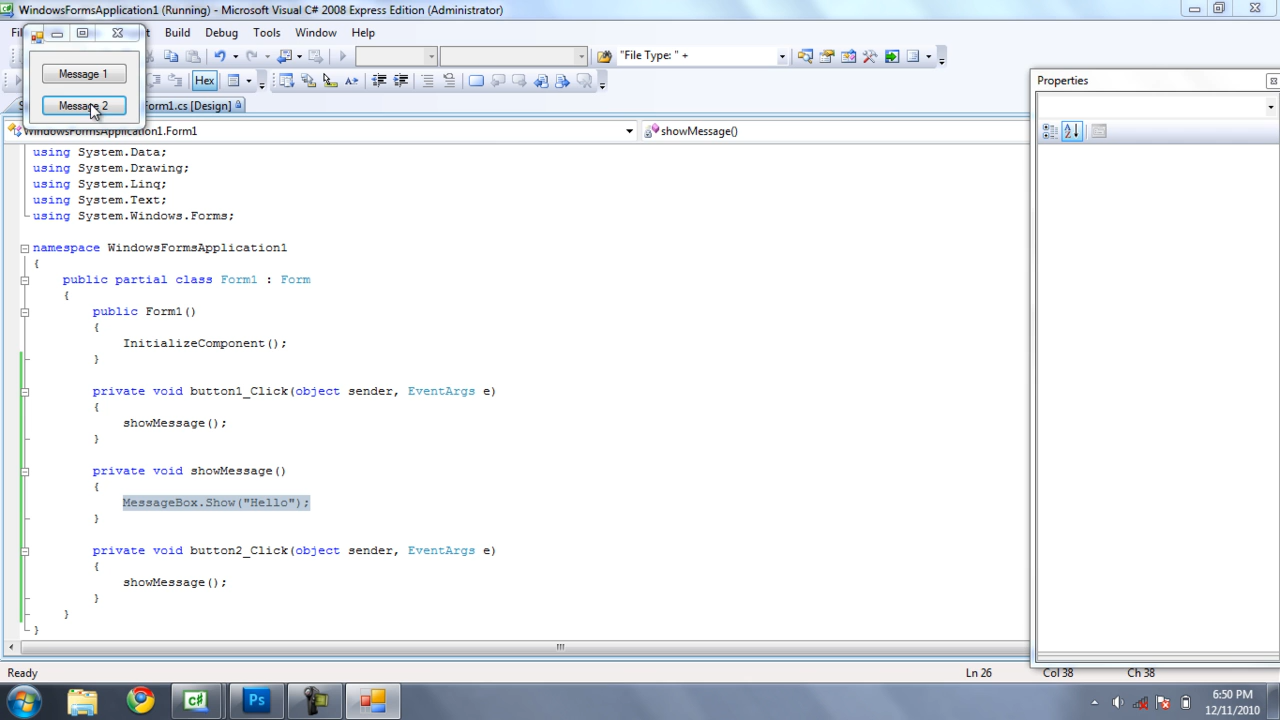 WindowsFormsApplication1 (Running) - Microsoft Visual C# 2008 Express Edition (Administrator)
Build Debug Tools Window Help
"File Type: " +
Message 1
Hex
Message 2
Form1.cs [Design]
Properties
WindowsFormsApplication1.Form1
showMessage()
using System.Data;
using System.Drawing;
using System.Linq;
using System.Text;
using System.Windows.Forms;
namespace WindowsFormsApplication1
{
public partial class Form1 : Form
{
public Form1()
{
InitializeComponent();
}
private void button1_Click(object sender, EventArgs e)
{
showMessage();
}
private void showMessage()
{
MessageBox.Show("Hello");
}
private void button2_Click(object sender, EventArgs e)
{
showMessage();
}
}
}
Ready
Ln 26
Col 38
Ch 38
C#
Ps
6:50 PM
12/11/2010